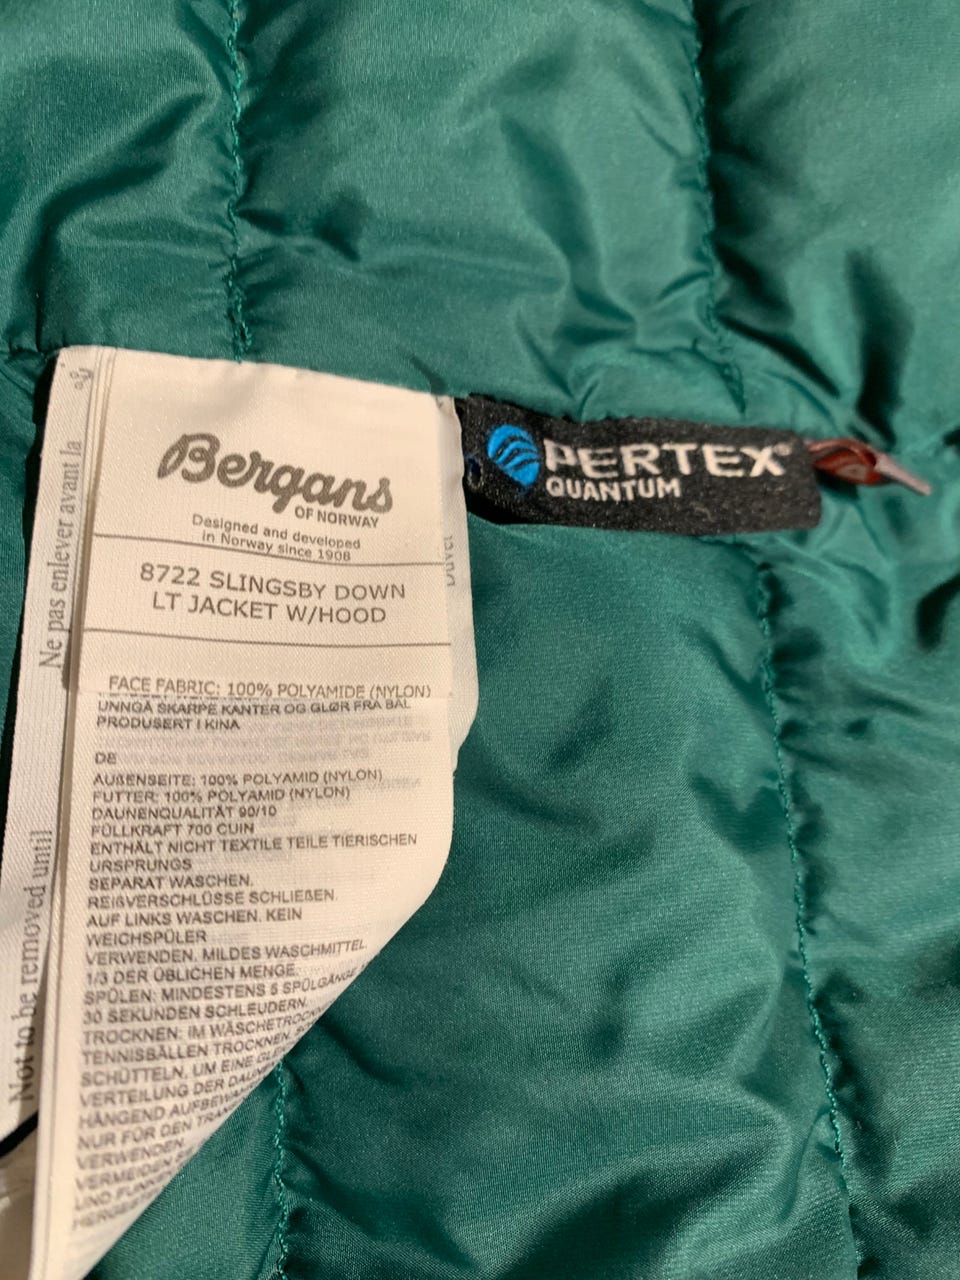 Bergans
OF NORWAY
Designed and developed
in Norway since 1908
8722 SLINGSBY DOWN
LT JACKET W/HOOD
FACE FABRIC: 100% POLYAMIDE (NYLON)
UNNGÅ SKARPE KANTER OG GLØR FRA BÅL
PRODUSERT I KINA
DE
AUßENSEITE: 100% POLYAMID (NYLON)
FUTTER: 100% POLYAMID (NYLON)
DAUNENQUALITÄT 90/10
FÜLLKRAFT 700 CUIN
ENTHÄLT NICHT TEXTILE TEILE TIERISCHEN
URSPRUNGS
SEPARAT WASCHEN.
REIßVERSCHLÜSSE SCHLIEßEN.
AUF LINKS WASCHEN. KEIN
WEICHSPÜLER
VERWENDEN. MILDES WASCHMITTEL.
1/3 DER ÜBLICHEN MENGE.
SPÜLEN: MINDESTENS 5 SPÜLGÄNGE
30 SEKUNDEN SCHLEUDERN.
TROCKNEN: IM
TENNISBÄLLEN TROCKNEN.
SCHÜTTELN, UM EINE
VERTEILUNG DER
HÄNGEND
NUR FÜR DEN
VERWENDEN.
VERMEIDEN
PERTEX®
QUANTUM
Ne pas enlever avant la
Not to be removed until